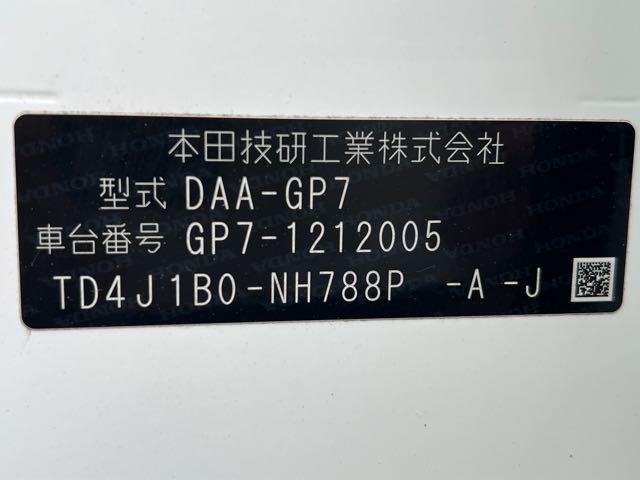 本田技研工業株式会社
型式 DAA-GP7
車台番号 GP7-1212005
TD4J1B0-NH788P -A -J